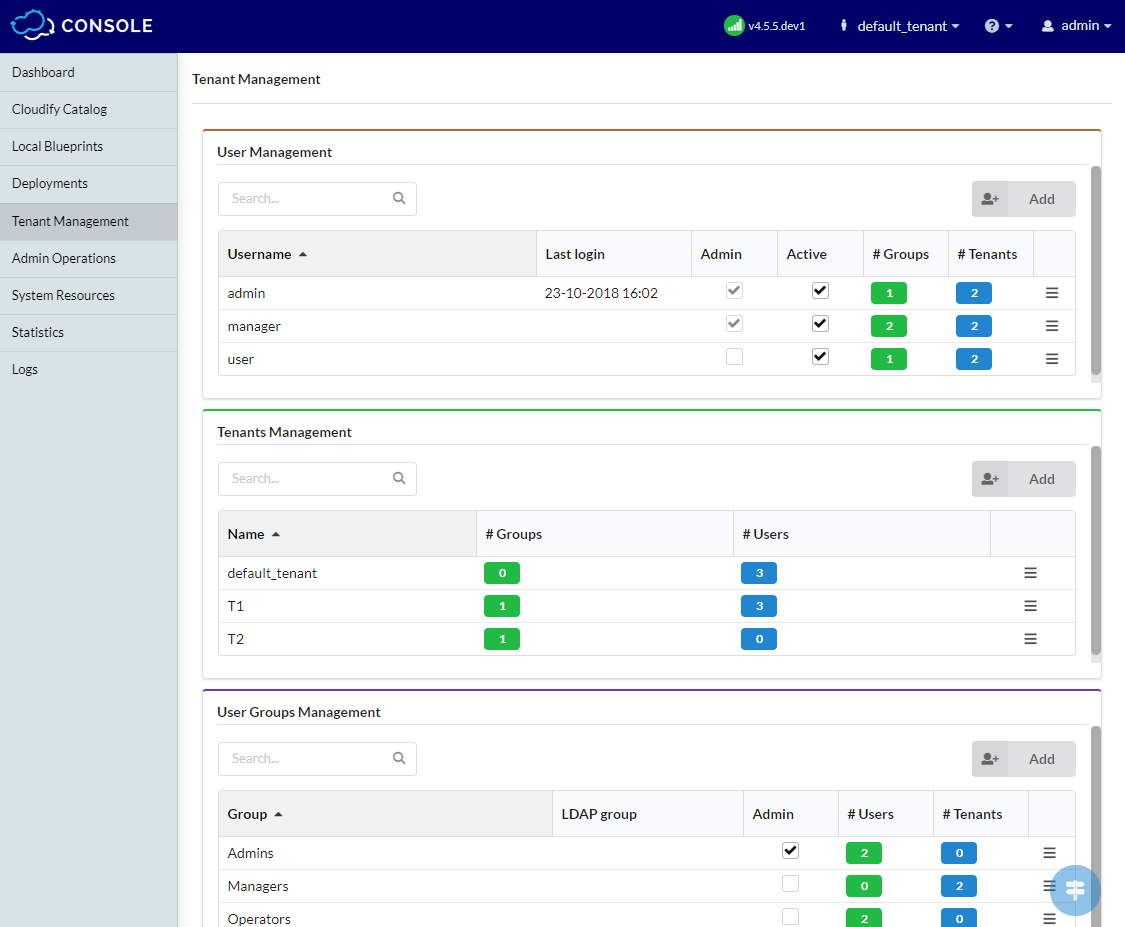 CONSOLE v4.5.5.dev1 default_tenant ? admin
Dashboard
Cloudify Catalog
Local Blueprints
Deployments
Tenant Management
Admin Operations
System Resources
Statistics
Logs
Tenant Management
User Management
Search... Add
Username Last login Admin Active # Groups # Tenants
admin 23-10-2018 16:02 1 2
manager 2 2
user 1 2
Tenants Management
Search... Add
Name # Groups # Users
default_tenant 0 3
T1 1 3
T2 1 0
User Groups Management
Search... Add
Group LDAP group Admin # Users # Tenants
Admins 2 0
Managers 0 2
Operators 2 0